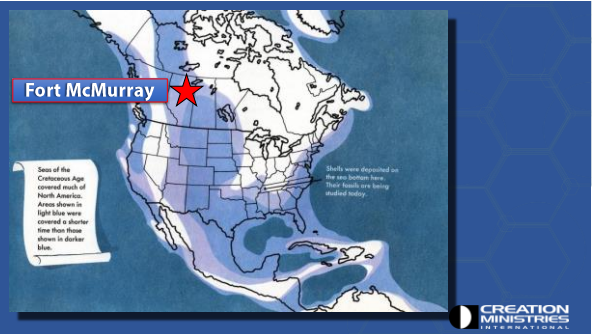 Fort McMurray
Seas of the
Cretaceous Age
covered much of
North America.
Areas shown in
light blue were
covered a shorter
time than those
shown in darker
blue.
Shells were deposited on
the sea bottom here.
Their fossils are being
studied today.
CREATION
MINISTRIES
INTERNATIONAL